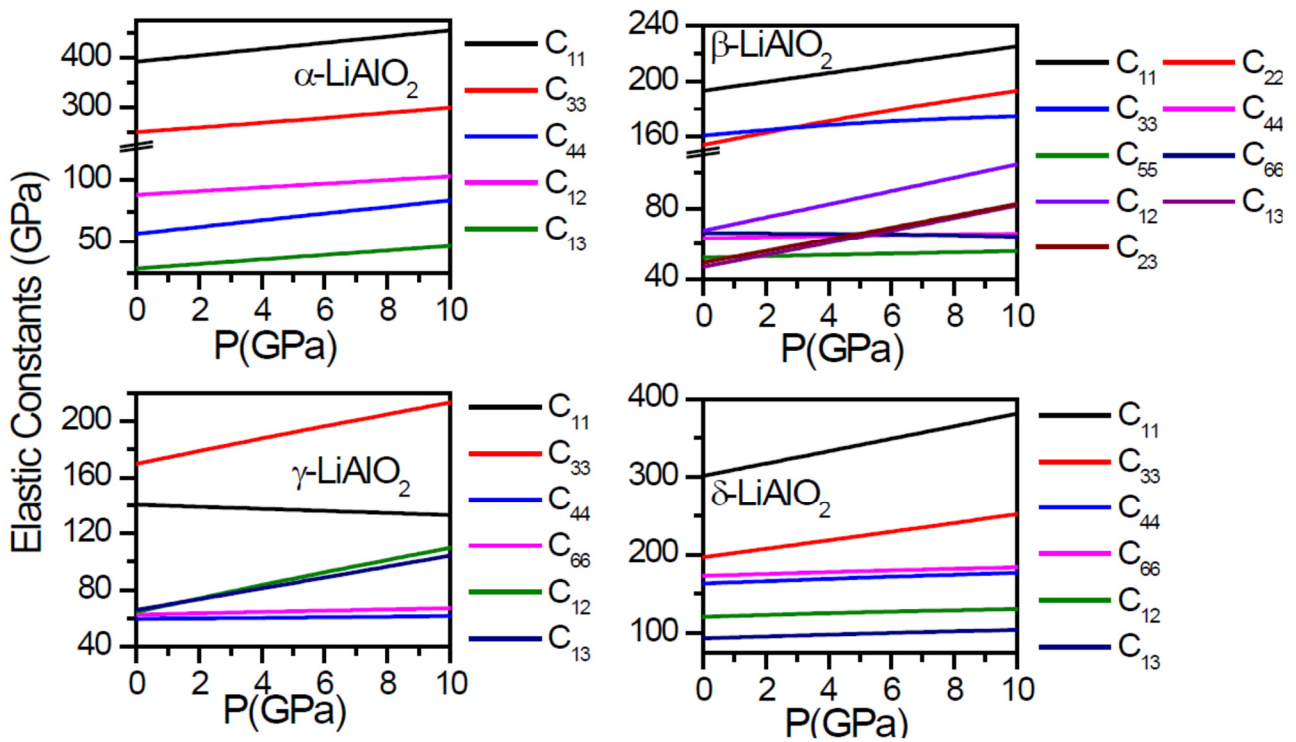 Elastic Constants (GPa)
α-LiAlO₂
400
300
100
50
0 2 4 6 8 10
P(GPa)
C₁₁
C₃₃
C₄₄
C₁₂
C₁₃
β-LiAlO₂
240
200
160
80
40
0 2 4 6 8 10
P(GPa)
C₁₁ C₂₂
C₃₃ C₄₄
C₅₅ C₆₆
C₁₂ C₁₃
C₂₃
γ-LiAlO₂
200
160
120
80
40
0 2 4 6 8 10
P(GPa)
C₁₁
C₃₃
C₄₄
C₆₆
C₁₂
C₁₃
δ-LiAlO₂
400
300
200
100
0 2 4 6 8 10
P(GPa)
C₁₁
C₃₃
C₄₄
C₆₆
C₁₂
C₁₃